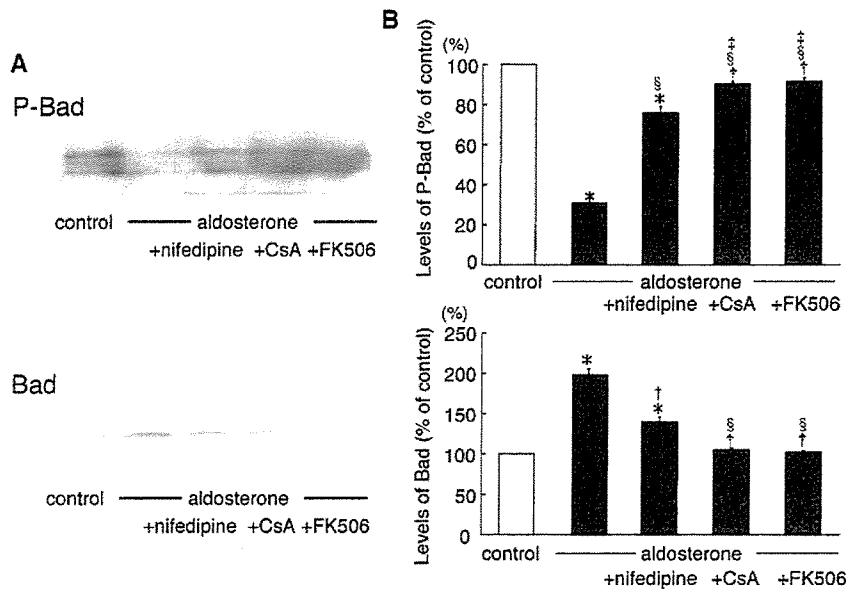 A
P-Bad
control aldosterone
+nifedipine +CsA +FK506
Bad
control aldosterone
+nifedipine +CsA +FK506
B
(%)
Levels of P-Bad (% of control)
100
80
60
40
20
0
*
§
*
‡
§
†
‡
§
†
control aldosterone
+nifedipine +CsA +FK506
(%)
Levels of Bad (% of control)
250
200
150
100
50
0
*
†
*
§
†
§
†
control aldosterone
+nifedipine +CsA +FK506